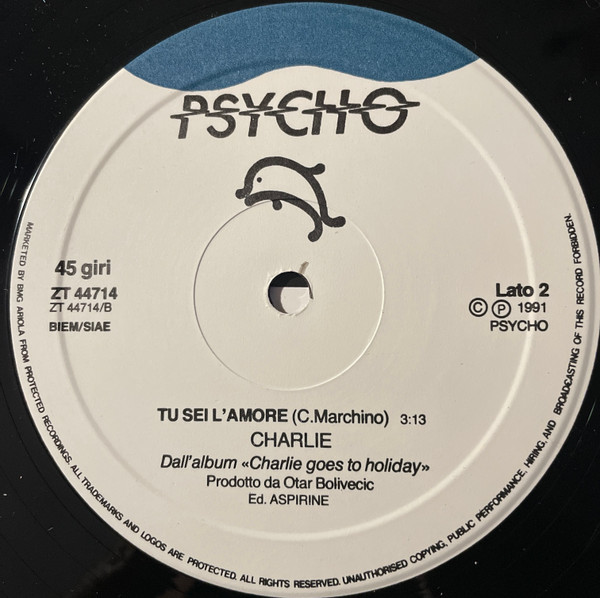 PSYCHO
45 giri
ZT 44714
ZT 44714/B
BIEM/SIAE
Lato 2
© ℗ 1991
PSYCHO
TU SEI L'AMORE (C.Marchino) 3:13
CHARLIE
Dall'album «Charlie goes to holiday»
Prodotto da Otar Bolivecic
Ed. ASPIRINE
MARKETED BY BMG ARIOLA FROM PROTECTED RECORDINGS. ALL TRADEMARKS AND LOGOS ARE PROTECTED. ALL RIGHTS RESERVED. UNAUTHORISED COPYING, PUBLIC PERFORMANCE, HIRING, AND BROADCASTING OF THIS RECORD FORBIDDEN.